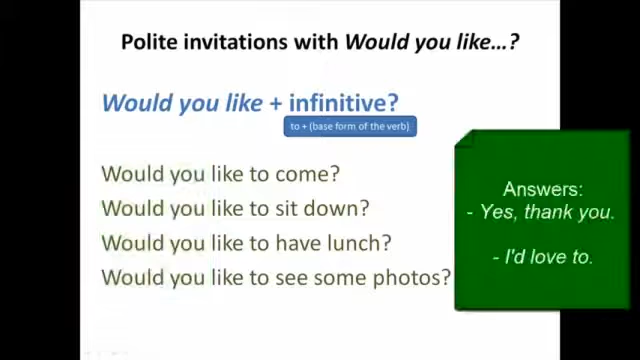 Polite invitations with Would you like…?
Would you like + infinitive?
to + (base form of the verb)
Would you like to come?
Would you like to sit down?
Would you like to have lunch?
Would you like to see some photos?
Answers:
- Yes, thank you.
- I'd love to.